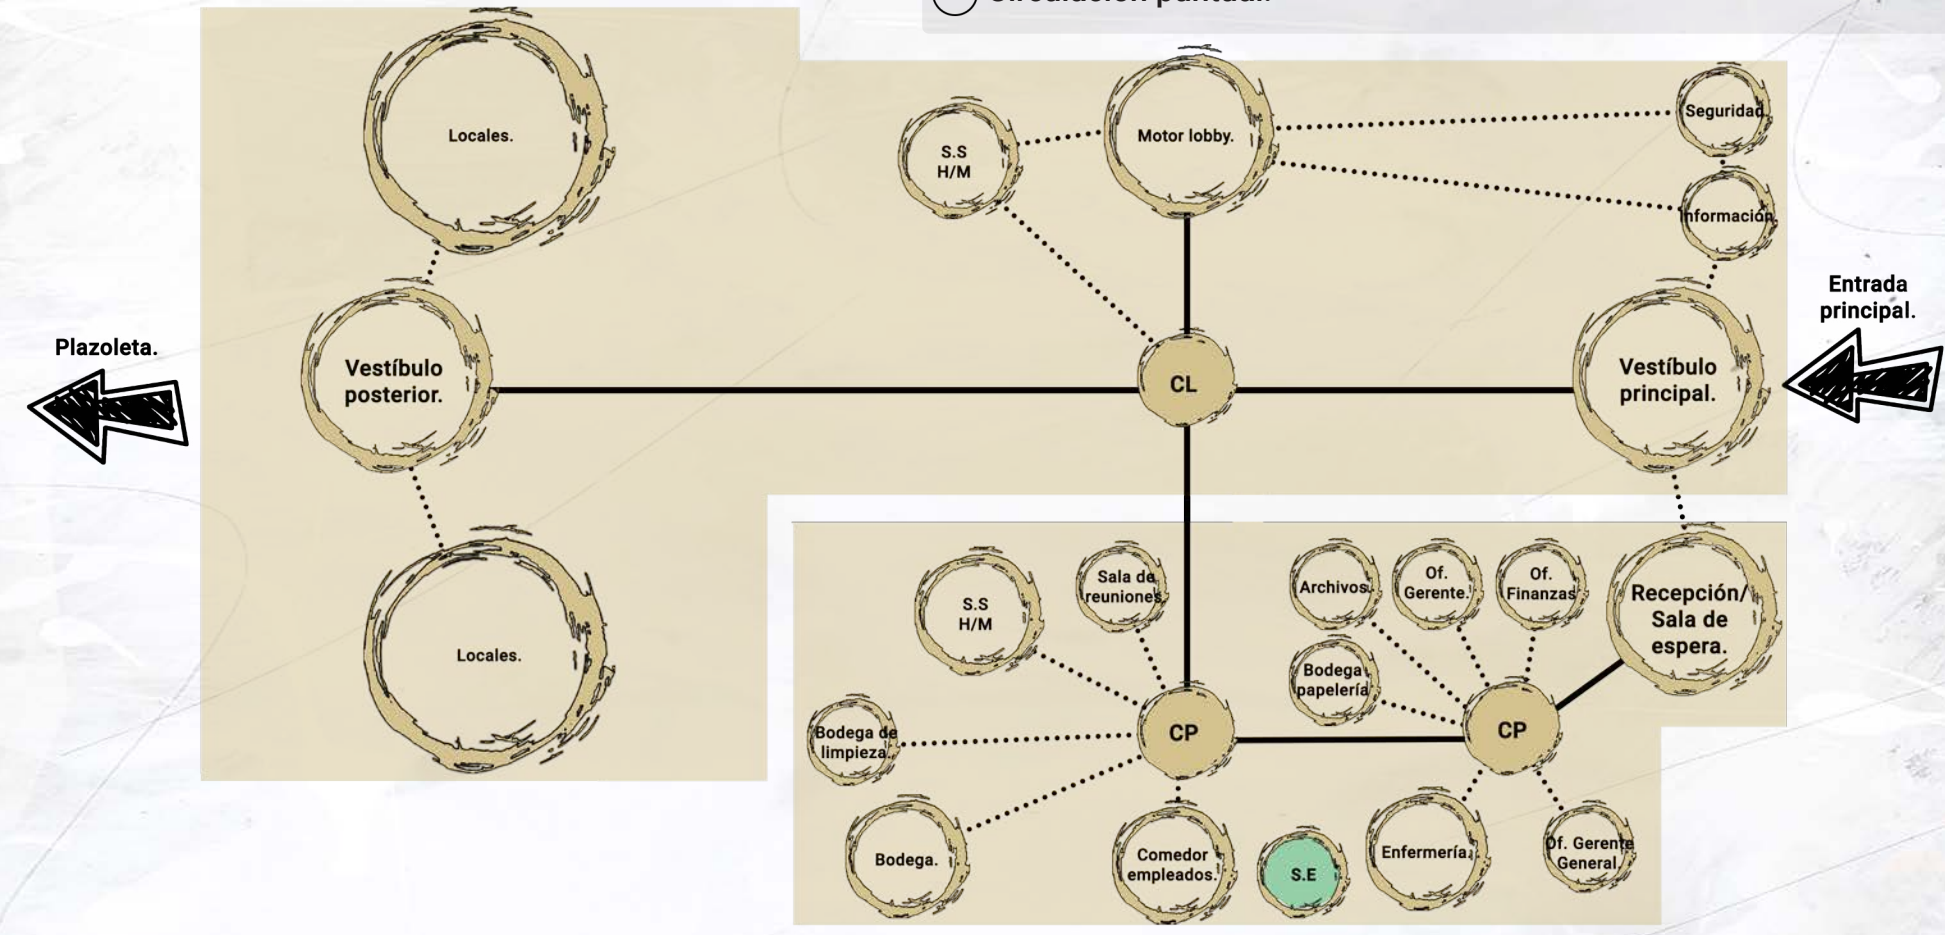 Circulación puntual.
Locales.
Motor lobby.
Seguridad.
S.S
H/M
Información.
Entrada
principal.
Plazoleta.
Vestíbulo
posterior.
CL
Vestíbulo
principal.
Locales.
S.S
H/M
Sala de
reuniones
Archivos.
Of.
Gerente.
Of.
Finanzas
Recepción/
Sala de
espera.
Bodega
papelería
Bodega de
limpieza.
CP
CP
Bodega.
Comedor
empleados.
S.E
Enfermería.
Of. Gerente
General.